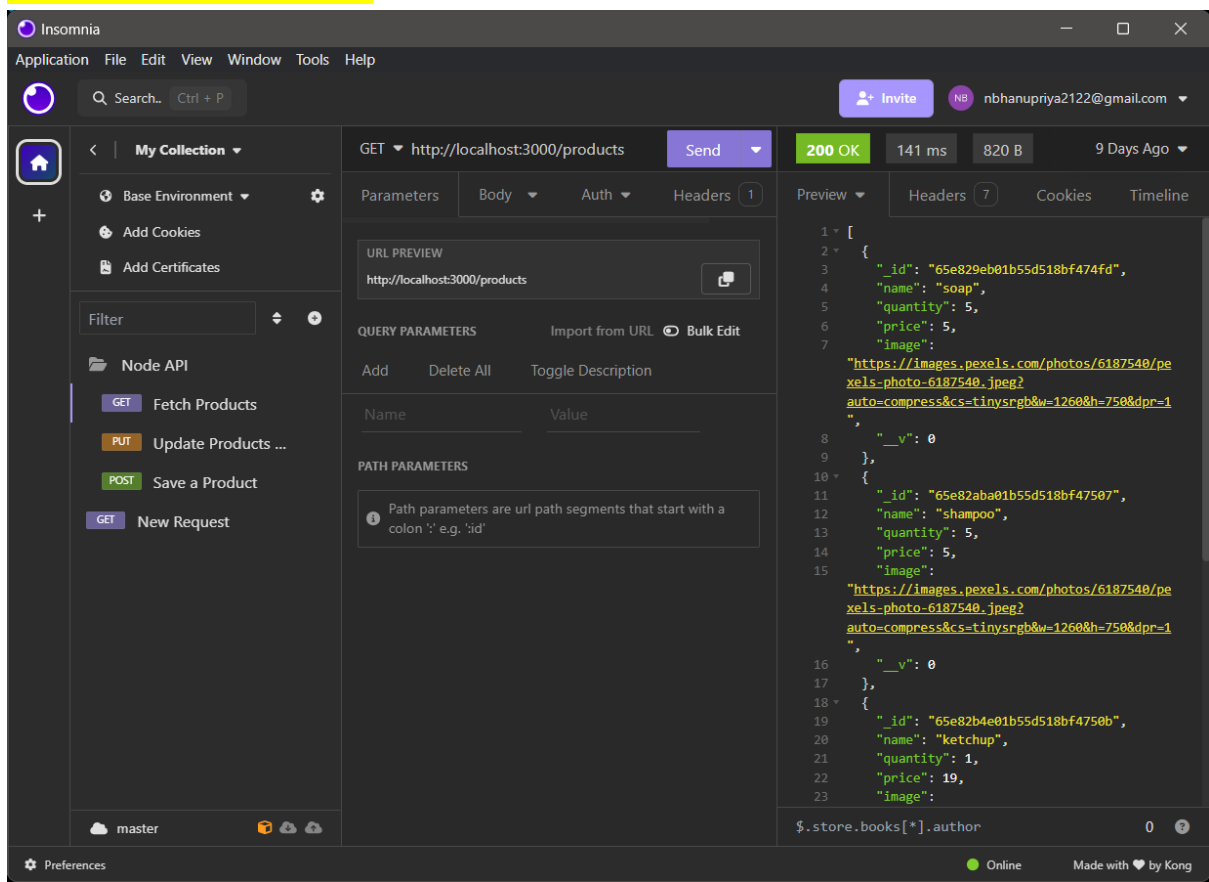 Insomnia
Application File Edit View Window Tools Help
Search.. Ctrl + P
Invite
NB
nbhanupriya2122@gmail.com
My Collection
Base Environment
Add Cookies
Add Certificates
Filter
Node API
GET Fetch Products
PUT Update Products ...
POST Save a Product
GET New Request
master
GET http://localhost:3000/products Send
Parameters Body Auth Headers 1
URL PREVIEW
http://localhost:3000/products
QUERY PARAMETERS Import from URL Bulk Edit
Add Delete All Toggle Description
Name Value
PATH PARAMETERS
Path parameters are url path segments that start with a
colon ':' e.g. ':id'
200 OK 141 ms 820 B 9 Days Ago
Preview Headers 7 Cookies Timeline
1 [
2 {
3 "_id": "65e829eb01b55d518bf474fd",
4 "name": "soap",
5 "quantity": 5,
6 "price": 5,
7 "image":
"https://images.pexels.com/photos/6187540/pe
xels-photo-6187540.jpeg?
auto=compress&cs=tinysrgb&w=1260&h=750&dpr=1
",
8 "__v": 0
9 },
10 {
11 "_id": "65e82aba01b55d518bf47507",
12 "name": "shampoo",
13 "quantity": 5,
14 "price": 5,
15 "image":
"https://images.pexels.com/photos/6187540/pe
xels-photo-6187540.jpeg?
auto=compress&cs=tinysrgb&w=1260&h=750&dpr=1
",
16 "__v": 0
17 },
18 {
19 "_id": "65e82b4e01b55d518bf4750b",
20 "name": "ketchup",
21 "quantity": 1,
22 "price": 19,
23 "image":
$.store.books[*].author 0
Preferences
Online Made with ❤ by Kong